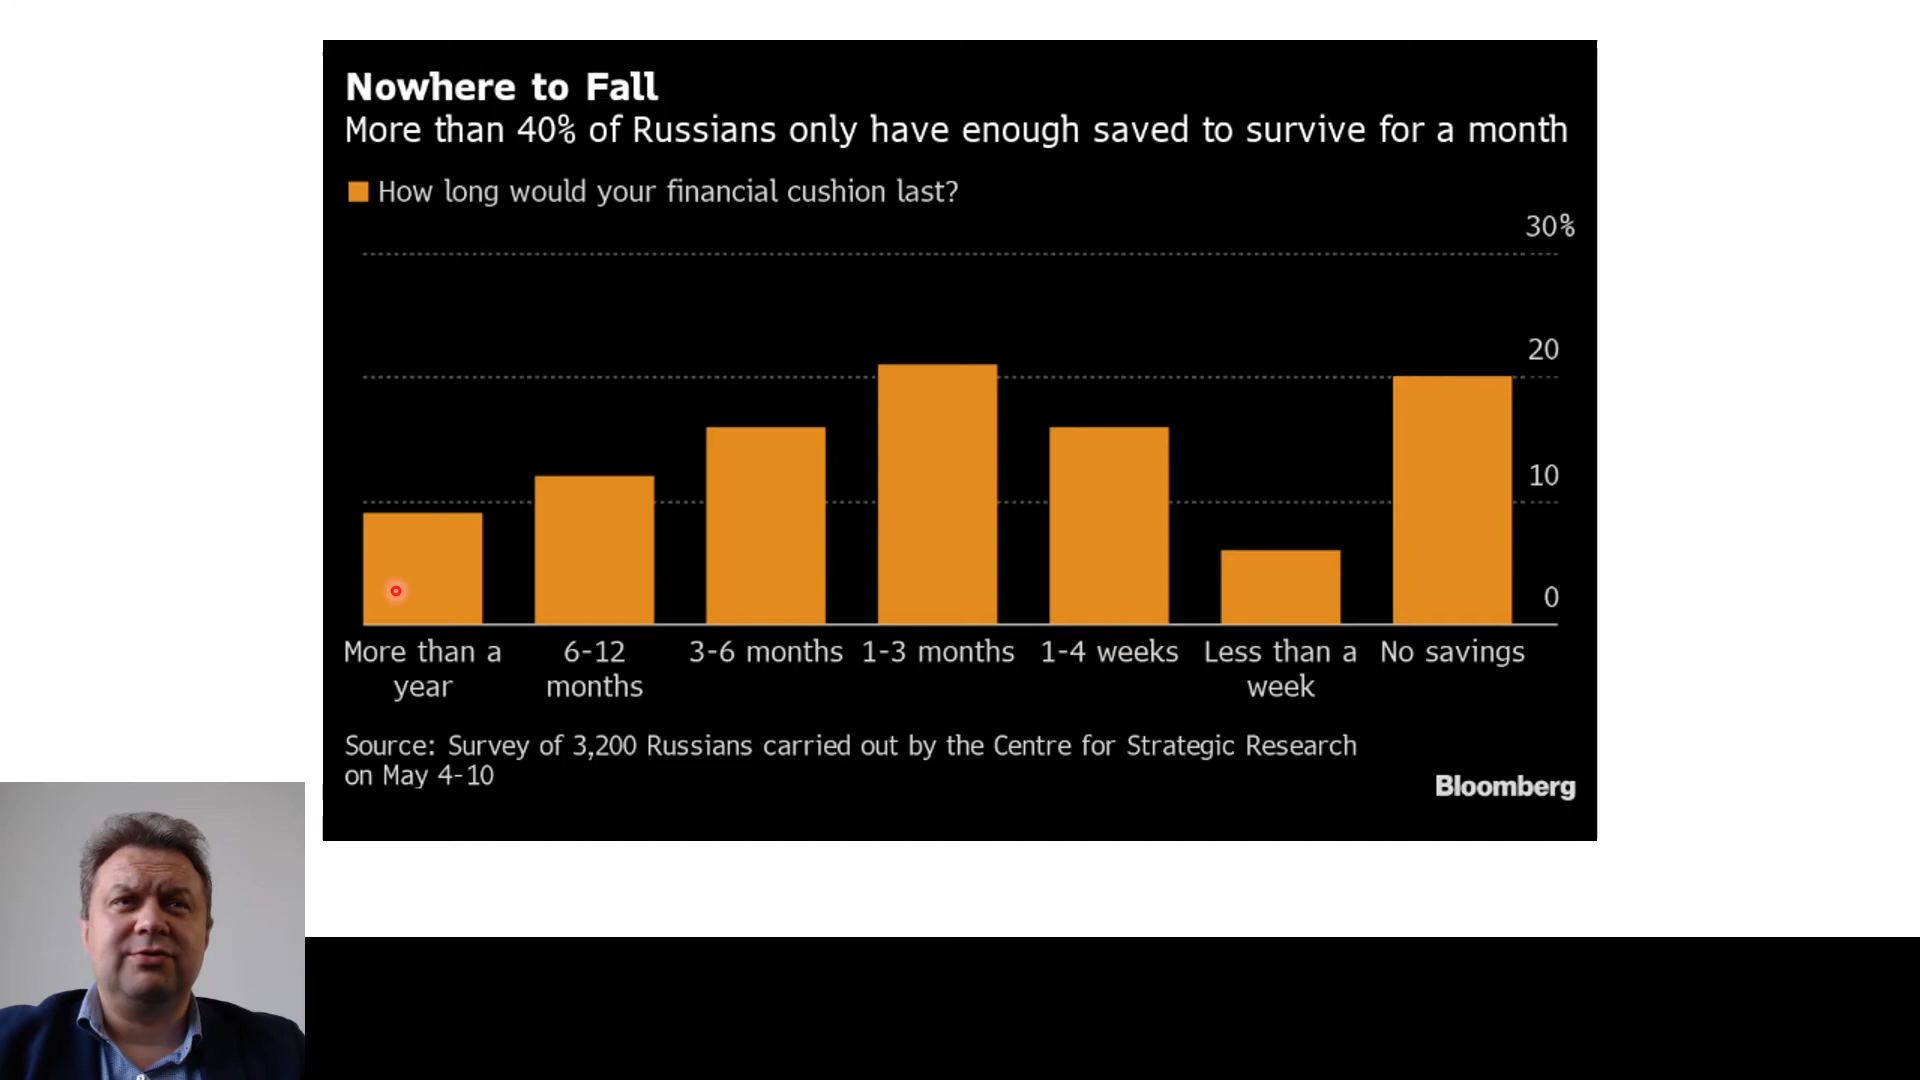 Nowhere to Fall
More than 40% of Russians only have enough saved to survive for a month
How long would your financial cushion last?
30%
20
10
0
More than a year
6-12 months
3-6 months
1-3 months
1-4 weeks
Less than a week
No savings
Source: Survey of 3,200 Russians carried out by the Centre for Strategic Research
on May 4-10
Bloomberg